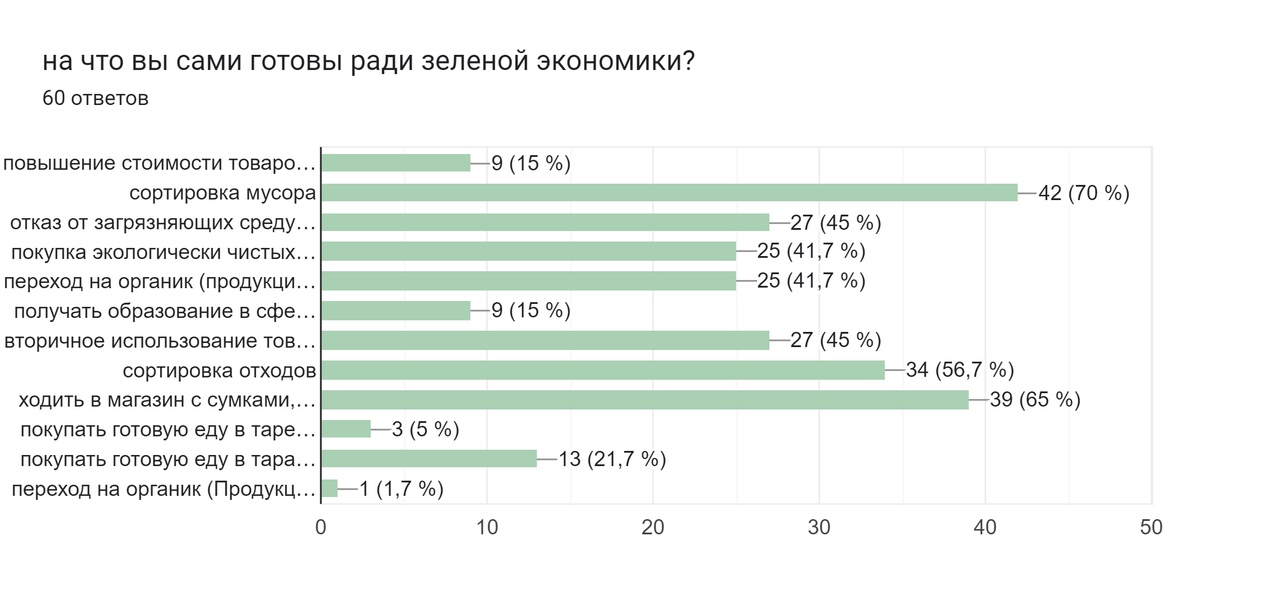 на что вы сами готовы ради зеленой экономики?
60 ответов
повышение стоимости товаро… 9 (15 %)
сортировка мусора 42 (70 %)
отказ от загрязняющих среду… 27 (45 %)
покупка экологически чистых… 25 (41,7 %)
переход на органик (продукци… 25 (41,7 %)
получать образование в сфе… 9 (15 %)
вторичное использование тов… 27 (45 %)
сортировка отходов 34 (56,7 %)
ходить в магазин с сумками,… 39 (65 %)
покупать готовую еду в таре… 3 (5 %)
покупать готовую еду в тара… 13 (21,7 %)
переход на органик (Продукц… 1 (1,7 %)
0 10 20 30 40 50